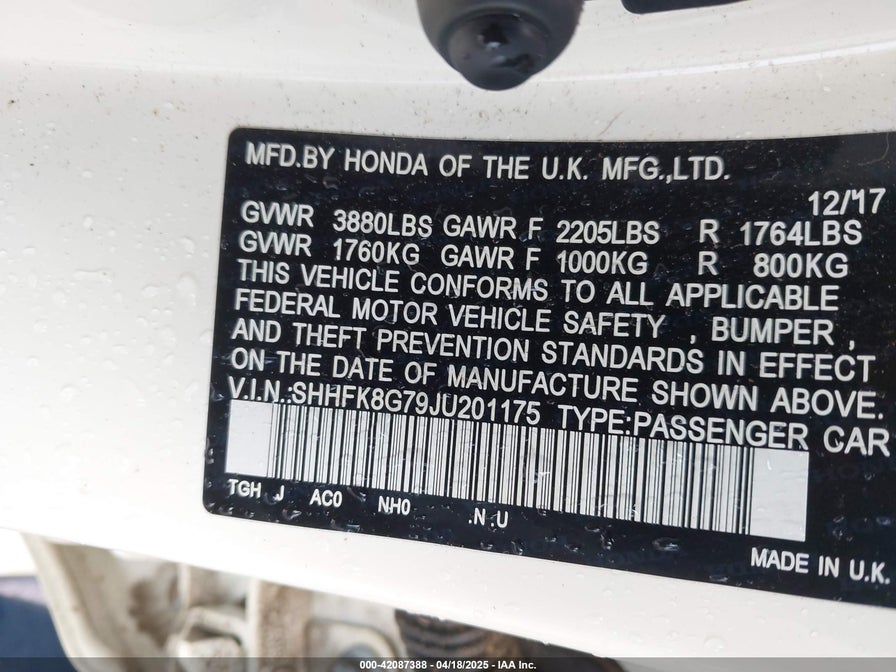 MFD.BY HONDA OF THE U.K. MFG.,LTD.
12/'17
GVWR 3880LBS GAWR F 2205LBS R 1764LBS
GVWR 1760KG GAWR F 1000KG R 800KG
THIS VEHICLE CONFORMS TO ALL APPLICABLE
FEDERAL MOTOR VEHICLE SAFETY , BUMPER ,
AND THEFT PREVENTION STANDARDS IN EFFECT
ON THE DATE OF MANUFACTURE SHOWN ABOVE.
V.I.N.:SHHFK8G79JU201175 TYPE:PASSENGER CAR
TGH J AC0 NH0 .N .U
MADE IN U.K.
000-42087388 - 04/18/2025 - IAA Inc.